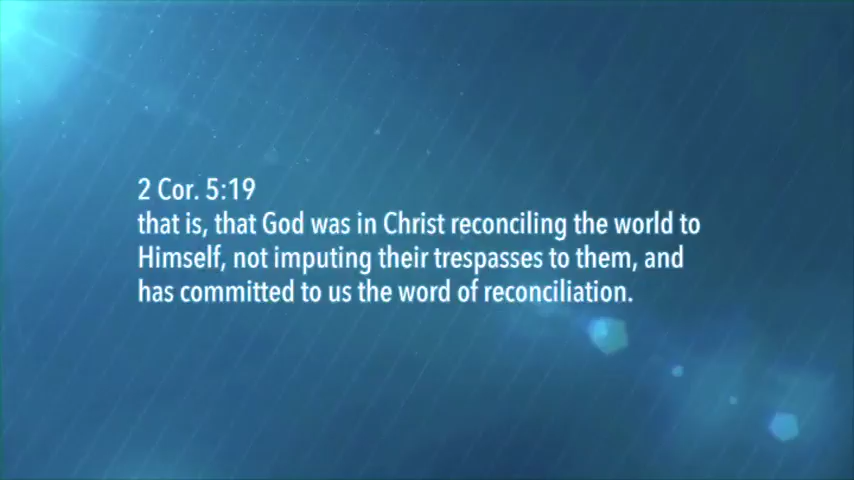 2 Cor. 5:19
that is, that God was in Christ reconciling the world to
Himself, not imputing their trespasses to them, and
has committed to us the word of reconciliation.